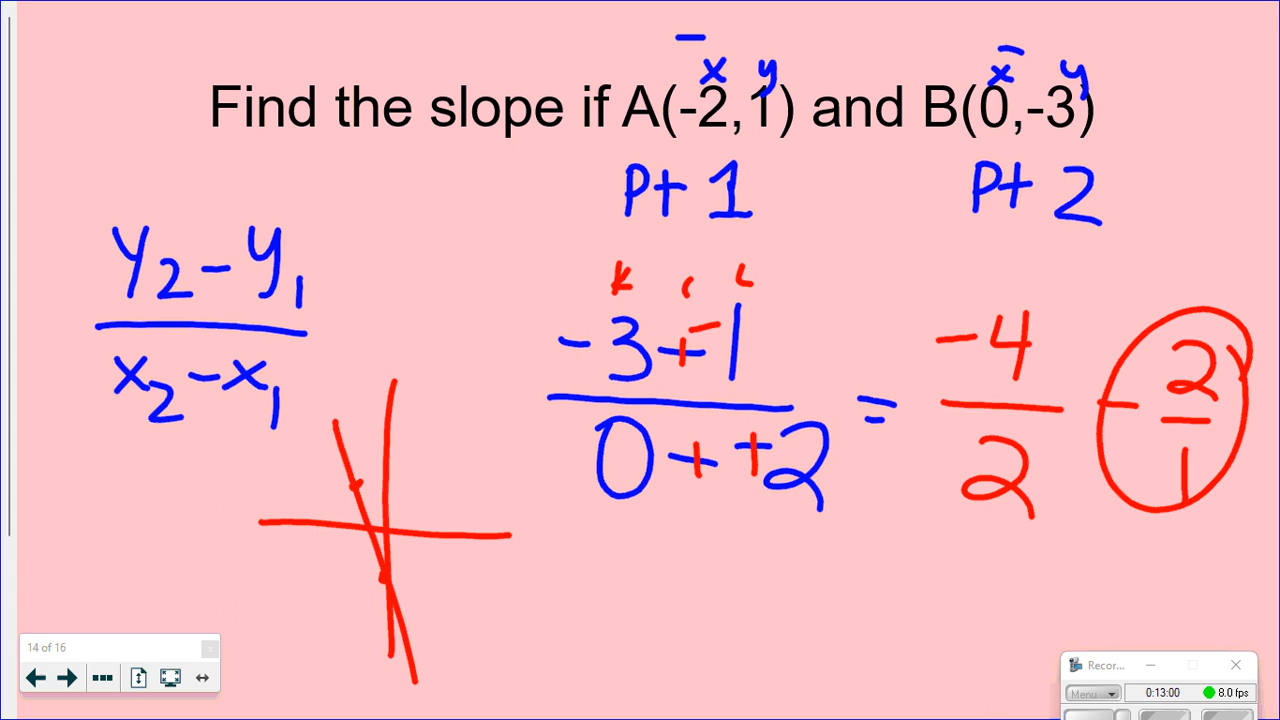 - x y x̄ y
Find the slope if A(-2,1) and B(0,-3)
Pt 1 Pt 2
y2 - y1
x2 - x1
K C C
-3 + -1
0 + +2
=
-4
2
- 2
1
14 of 16
Recor...
Menu 0:13:00 8.0 fps